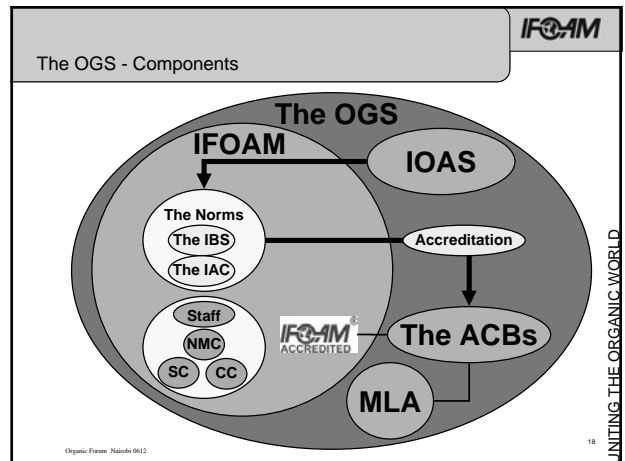 IFOAM
The OGS - Components
The OGS
IFOAM
IOAS
The Norms
The IBS
The IAC
Accreditation
Staff
NMC
SC
CC
IFOAM
ACCREDITED
®
The ACBs
MLA
UNITING THE ORGANIC WORLD
Organic Forum Nairobi 0612
18